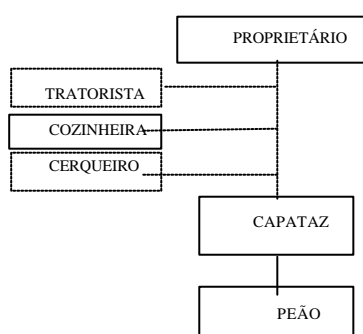 PROPRIETÁRIO
TRATORISTA
COZINHEIRA
CERQUEIRO
CAPATAZ
PEÃO